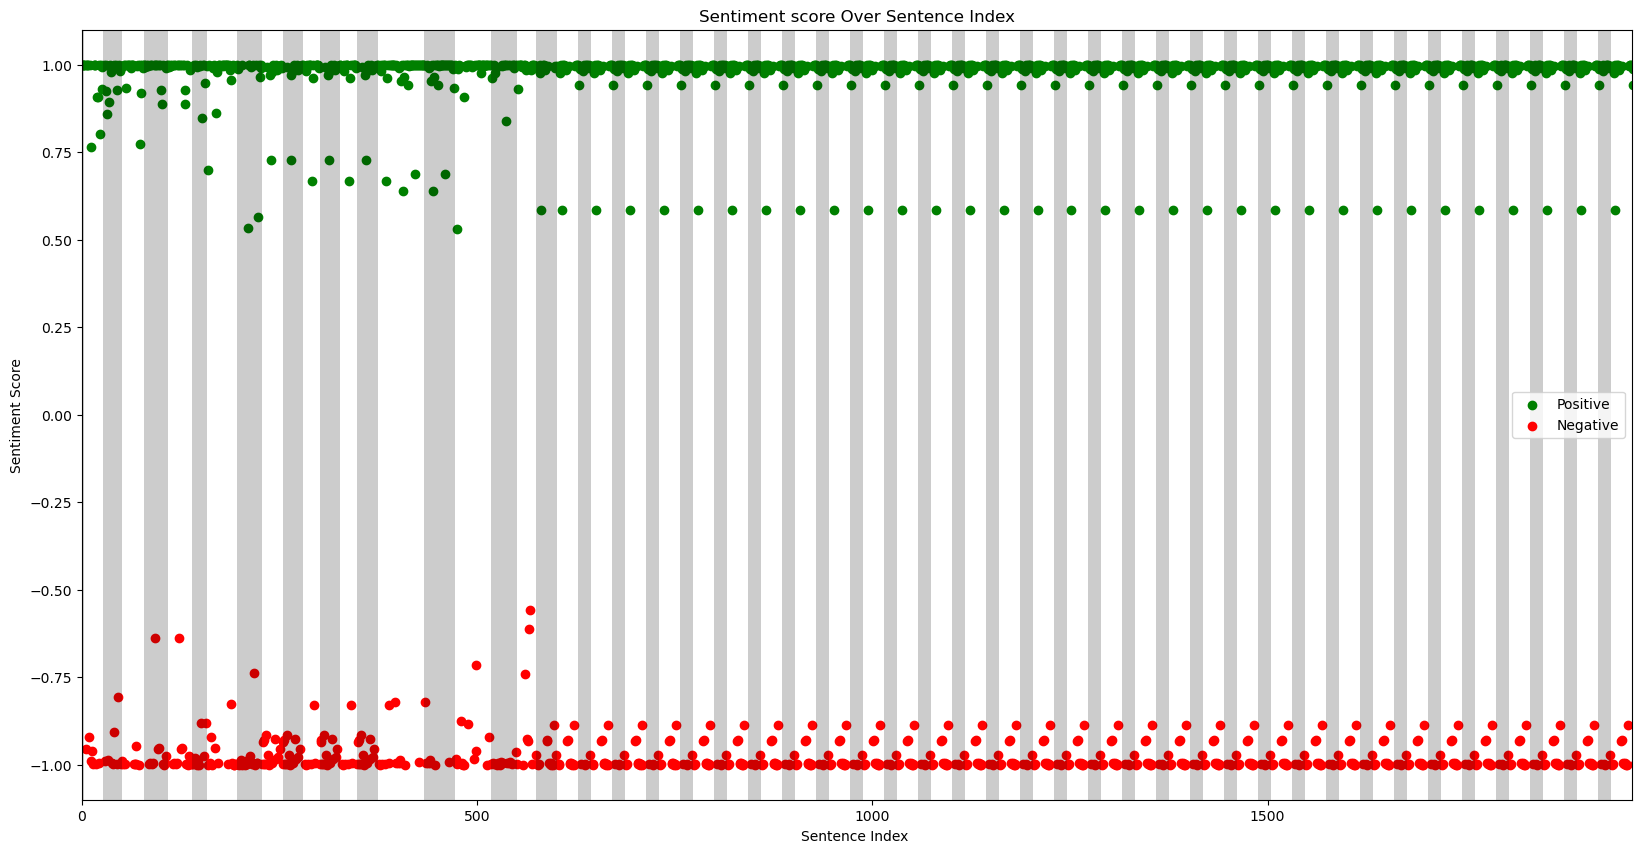 Sentiment score Over Sentence Index
1.00
0.75
0.50
0.25
0.00
−0.25
−0.50
−0.75
−1.00
Sentiment Score
Positive
Negative
0
500
1000
1500
Sentence Index